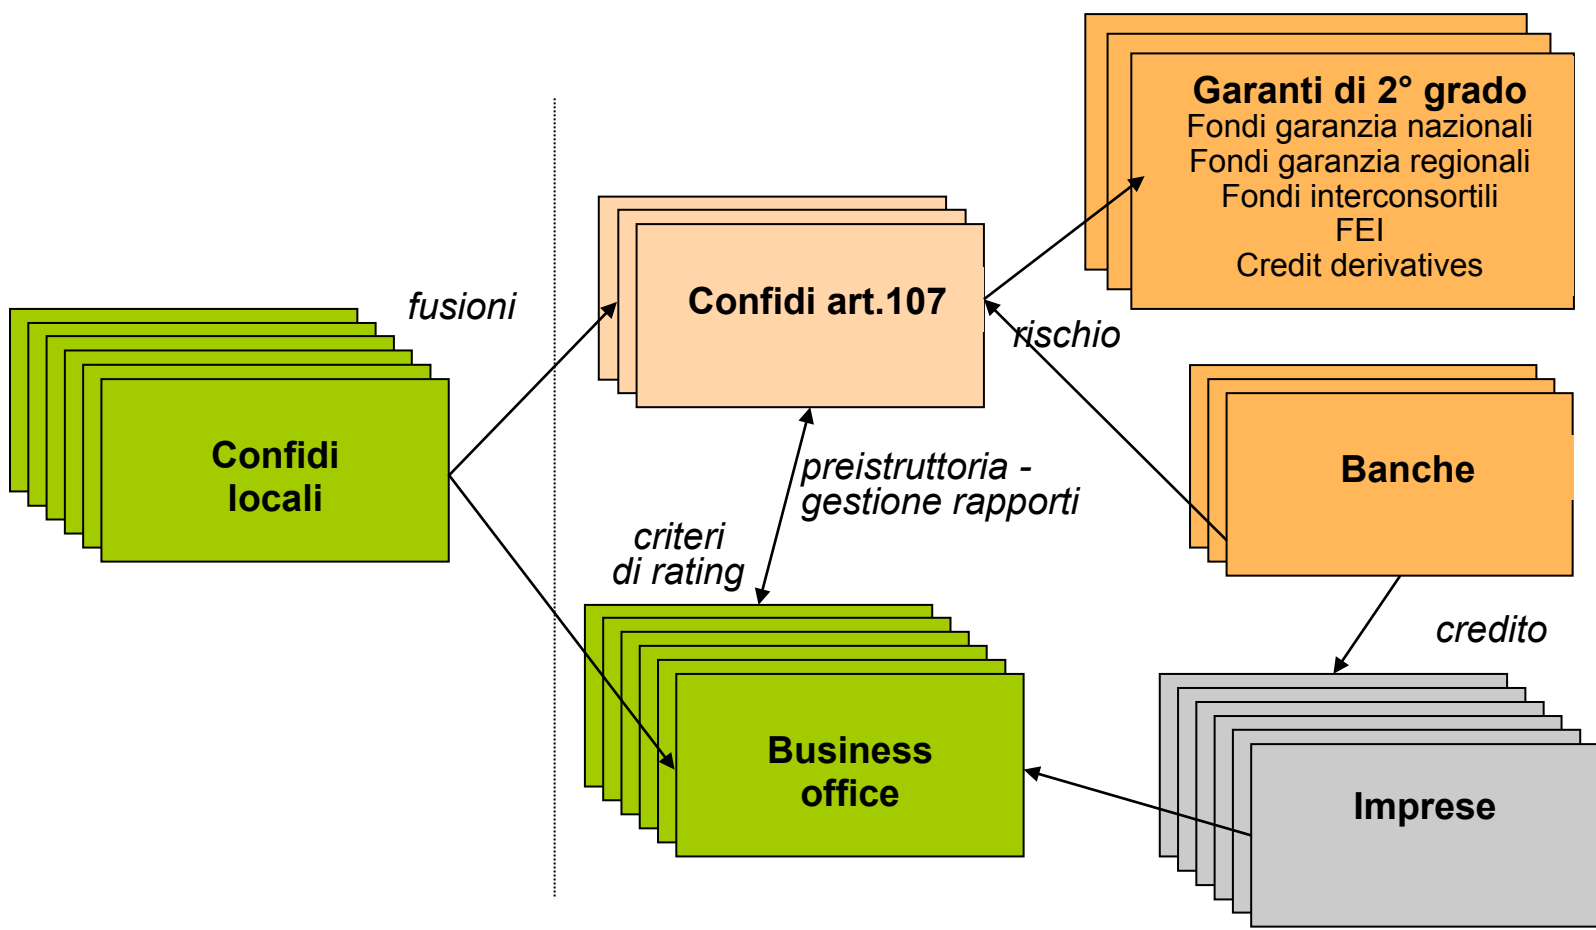 Garanti di 2° grado
Fondi garanzia nazionali
Fondi garanzia regionali
Fondi interconsortili
FEI
Credit derivatives
fusioni
Confidi art.107
rischio
Confidi
locali
preistruttoria -
gestione rapporti
Banche
criteri
di rating
credito
Business
office
Imprese